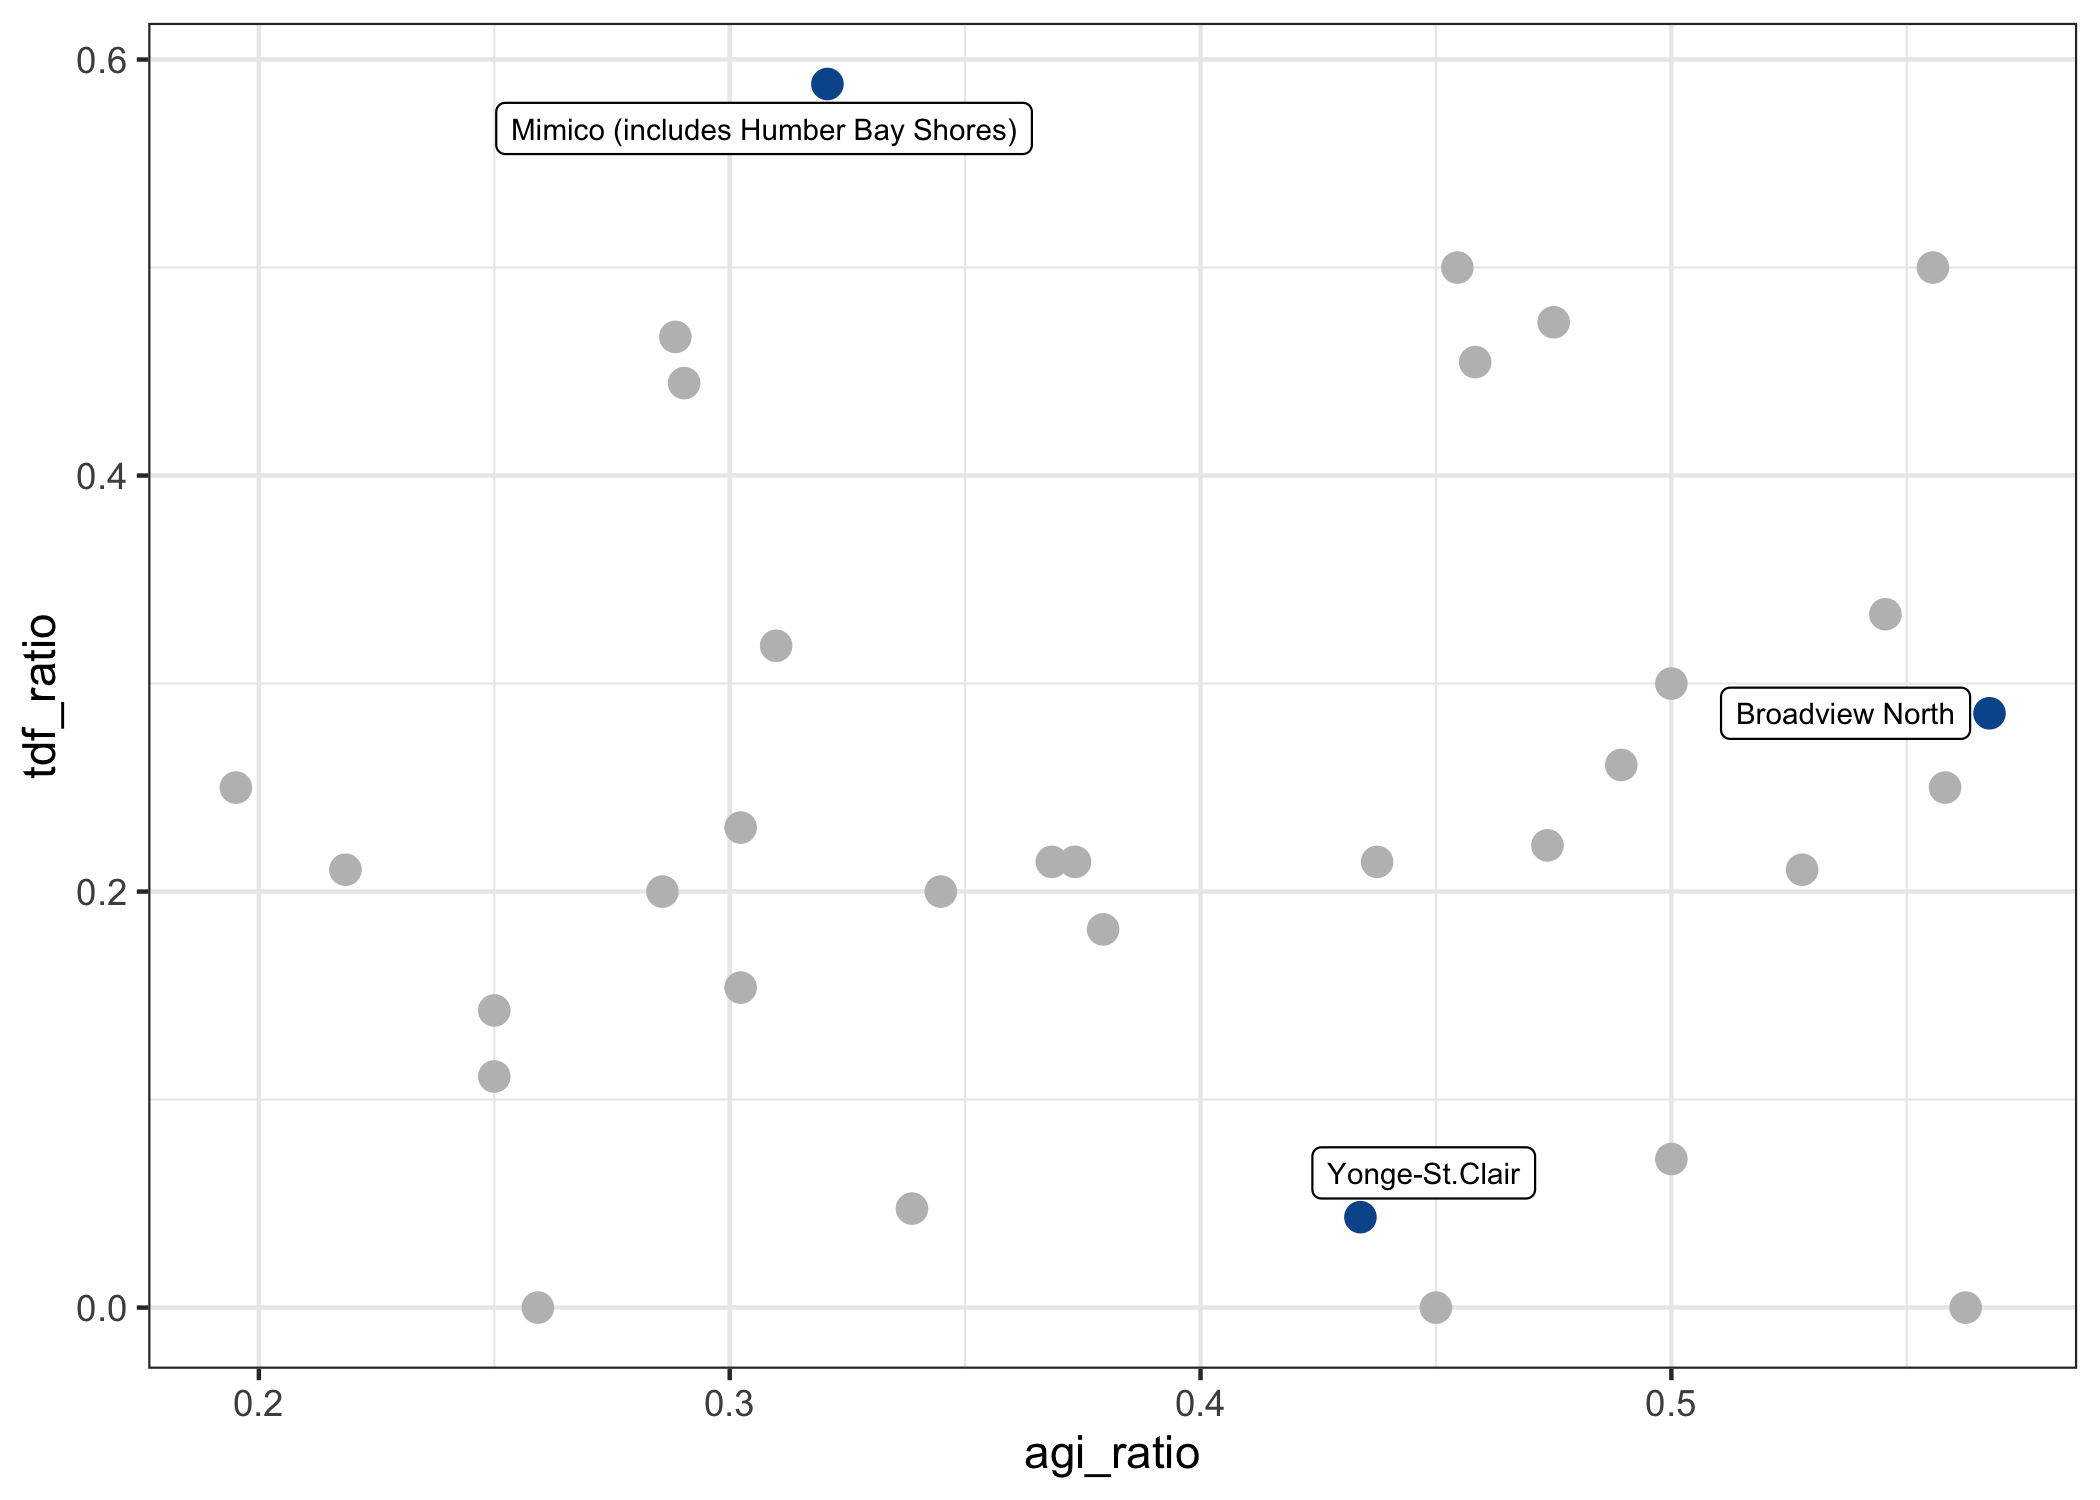 0.6
Mimico (includes Humber Bay Shores)
0.4
tdf_ratio
Broadview North
0.2
Yonge-St.Clair
0.0
0.2 0.3 0.4 0.5
agi_ratio